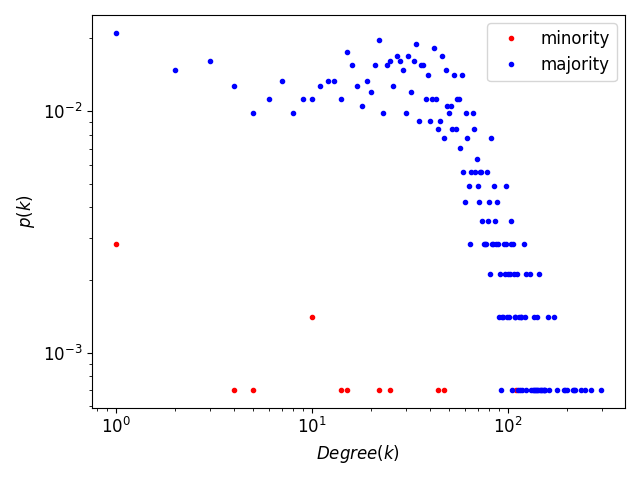 minority
majority
10^{-2}
p(k)
10^{-3}
10^0 10^1 10^2
Degree(k)